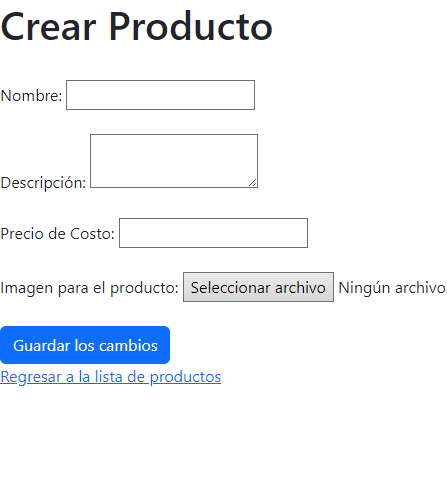 Crear Producto
Nombre:
Descripción:
Precio de Costo:
Imagen para el producto: Seleccionar archivo Ningún archivo
Guardar los cambios
Regresar a la lista de productos